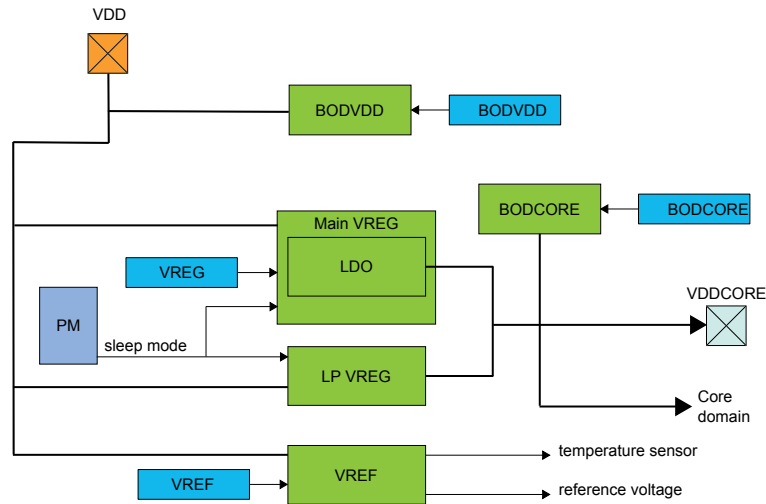 VDD
BODVDD
BODVDD
BODCORE
BODCORE
Main VREG
LDO
VREG
VDDCORE
PM
sleep mode
LP VREG
Core
domain
VREF
VREF
temperature sensor
reference voltage